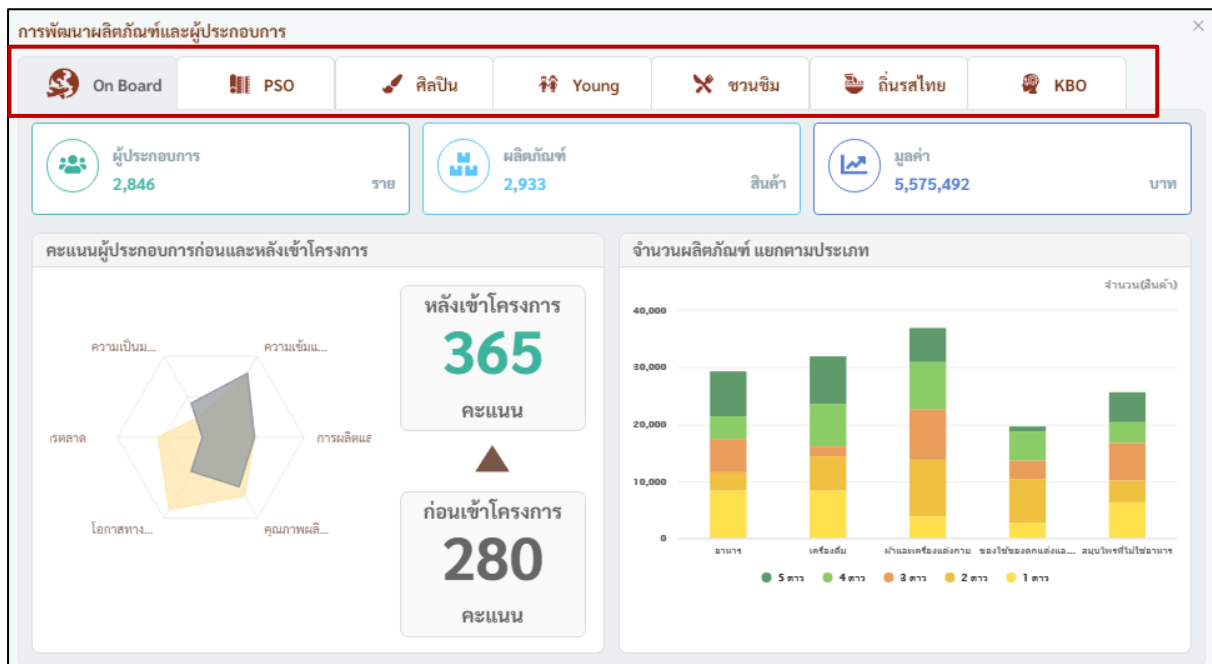 การพัฒนาผลิตภัณฑ์และผู้ประกอบการ
On Board PSO ศิลปิน Young ชวนชิม ถิ่นรสไทย KBO
ผู้ประกอบการ
2,846 ราย
ผลิตภัณฑ์
2,933 สินค้า
มูลค่า
5,575,492 บาท
คะแนนผู้ประกอบการก่อนและหลังเข้าโครงการ
ความเป็นม...
ความเข้มแ...
รตลาด
การผลิตแล
โอกาสทาง...
คุณภาพผลิ...
หลังเข้าโครงการ
365
คะแนน
ก่อนเข้าโครงการ
280
คะแนน
จำนวนผลิตภัณฑ์ แยกตามประเภท
จำนวน(สินค้า)
40,000
30,000
20,000
10,000
0
อาหาร เครื่องดื่ม ผ้าและเครื่องแต่งกาย ของใช้ของตกแต่งแล... สมุนไพรที่ไม่ใช่อาหาร
5 ดาว 4 ดาว 3 ดาว 2 ดาว 1 ดาว